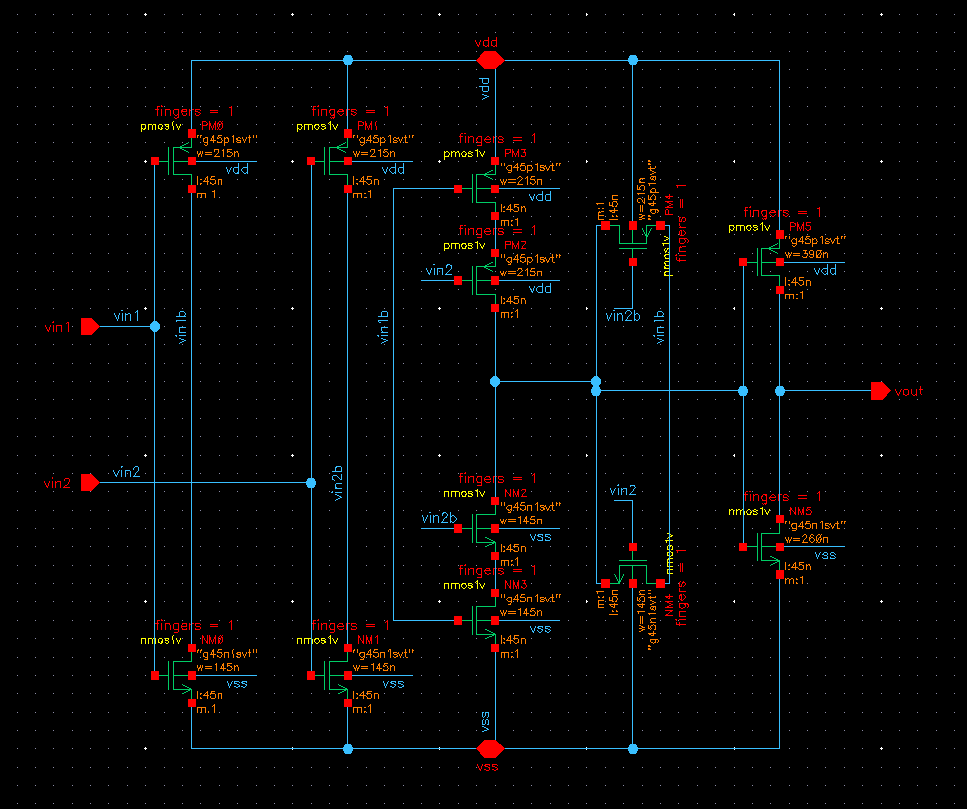 vdd
vdd
fingers = 1
pmos1v PM0
"g45p1svt"
w=215n
vdd
l:45n
m:1
fingers = 1
pmos1v PM1
"g45p1svt"
w=215n
vdd
l:45n
m:1
fingers = 1
pmos1v PM3
"g45p1svt"
w=215n
vdd
l:45n
m:1
fingers = 1
pmos1v PM2
"g45p1svt"
w=215n
vin2
vdd
l:45n
m:1
m:1
l:45n
w=215n
"g45p1svt"
pmos1v PM4
fingers = 1
vin2b
vin1b
fingers = 1
pmos1v PM5
"g45p1svt"
w=390n
vdd
l:45n
m:1
vin1
vin1
vin1b
vin1b
vout
vin2
vin2
vin2b
fingers = 1
nmos1v NM2
"g45n1svt"
vin2b
w=145n
vss
l:45n
m:1
fingers = 1
nmos1v NM3
"g45n1svt"
w=145n
vss
l:45n
m:1
vin2
m:1
l:45n
w=145n
"g45n1svt"
nmos1v NM4
fingers = 1
fingers = 1
nmos1v NM5
"g45n1svt"
w=260n
vss
l:45n
m:1
fingers = 1
nmos1v NM0
"g45n1svt"
w=145n
vss
l:45n
m:1
fingers = 1
nmos1v NM1
"g45n1svt"
w=145n
vss
l:45n
m:1
vss
vss